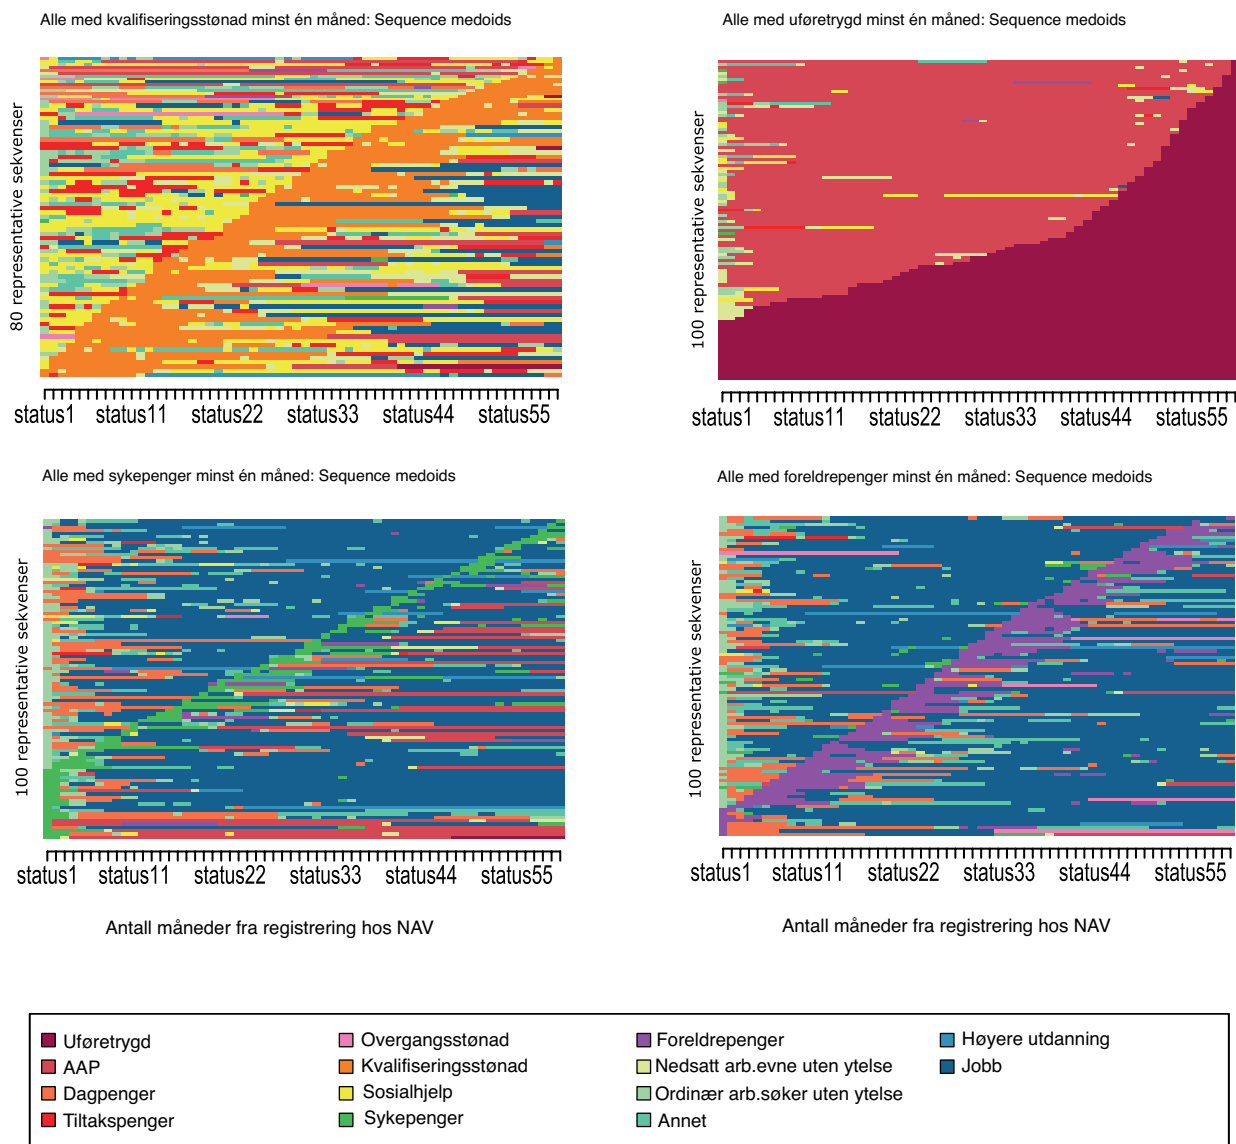 Alle med kvalifiseringsstønad minst én måned: Sequence medoids
Alle med uføretrygd minst én måned: Sequence medoids
80 representative sekvenser
100 representative sekvenser
status1 status11 status22 status33 status44 status55
status1 status11 status22 status33 status44 status55
Alle med sykepenger minst én måned: Sequence medoids
Alle med foreldrepenger minst én måned: Sequence medoids
100 representative sekvenser
100 representative sekvenser
status1 status11 status22 status33 status44 status55
status1 status11 status22 status33 status44 status55
Antall måneder fra registrering hos NAV
Antall måneder fra registrering hos NAV
Uføretrygd
AAP
Dagpenger
Tiltakspenger
Overgangsstønad
Kvalifiseringsstønad
Sosialhjelp
Sykepenger
Foreldrepenger
Nedsatt arb.evne uten ytelse
Ordinær arb.søker uten ytelse
Annet
Høyere utdanning
Jobb